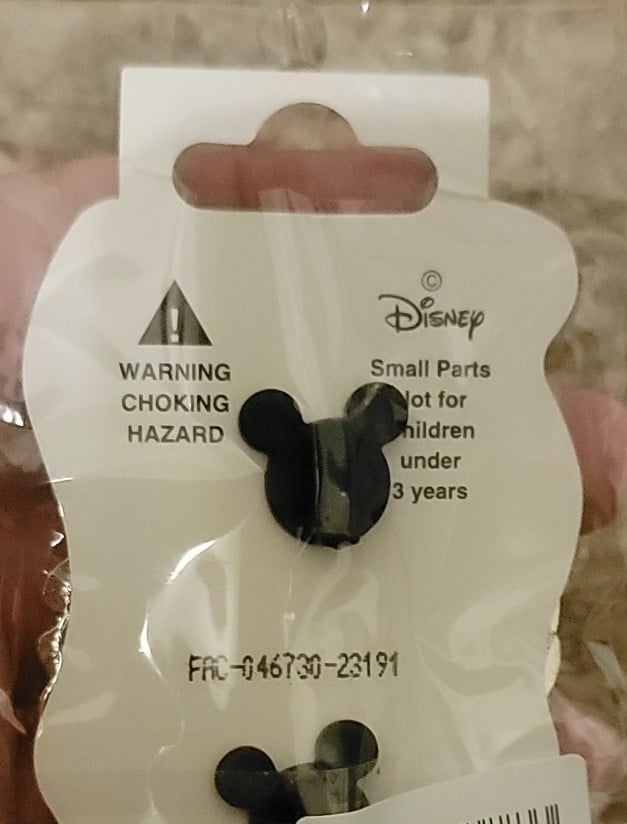 WARNING
CHOKING
HAZARD
©
Disney
Small Parts
ot for
hildren
under
3 years
FAC-046730-23191